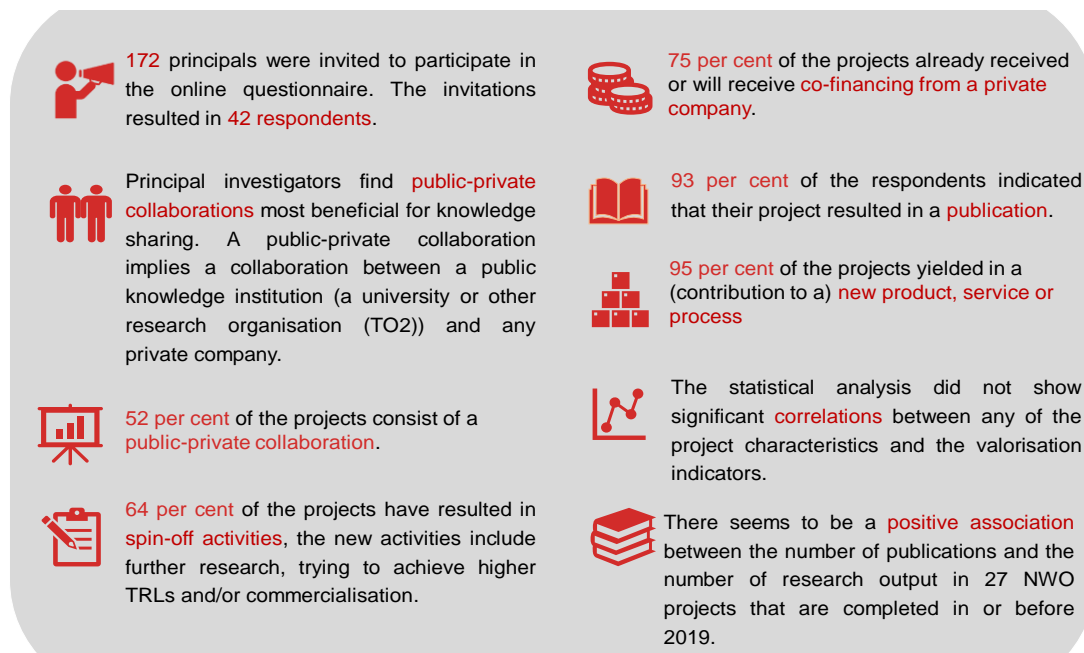 172 principals were invited to participate in
the online questionnaire. The invitations
resulted in 42 respondents.
Principal investigators find public-private
collaborations most beneficial for knowledge
sharing. A public-private collaboration
implies a collaboration between a public
knowledge institution (a university or other
research organisation (TO2)) and any
private company.
52 per cent of the projects consist of a
public-private collaboration.
64 per cent of the projects have resulted in
spin-off activities, the new activities include
further research, trying to achieve higher
TRLs and/or commercialisation.
75 per cent of the projects already received
or will receive co-financing from a private
company.
93 per cent of the respondents indicated
that their project resulted in a publication.
95 per cent of the projects yielded in a
(contribution to a) new product, service or
process
The statistical analysis did not show
significant correlations between any of the
project characteristics and the valorisation
indicators.
There seems to be a positive association
between the number of publications and the
number of research output in 27 NWO
projects that are completed in or before
2019.